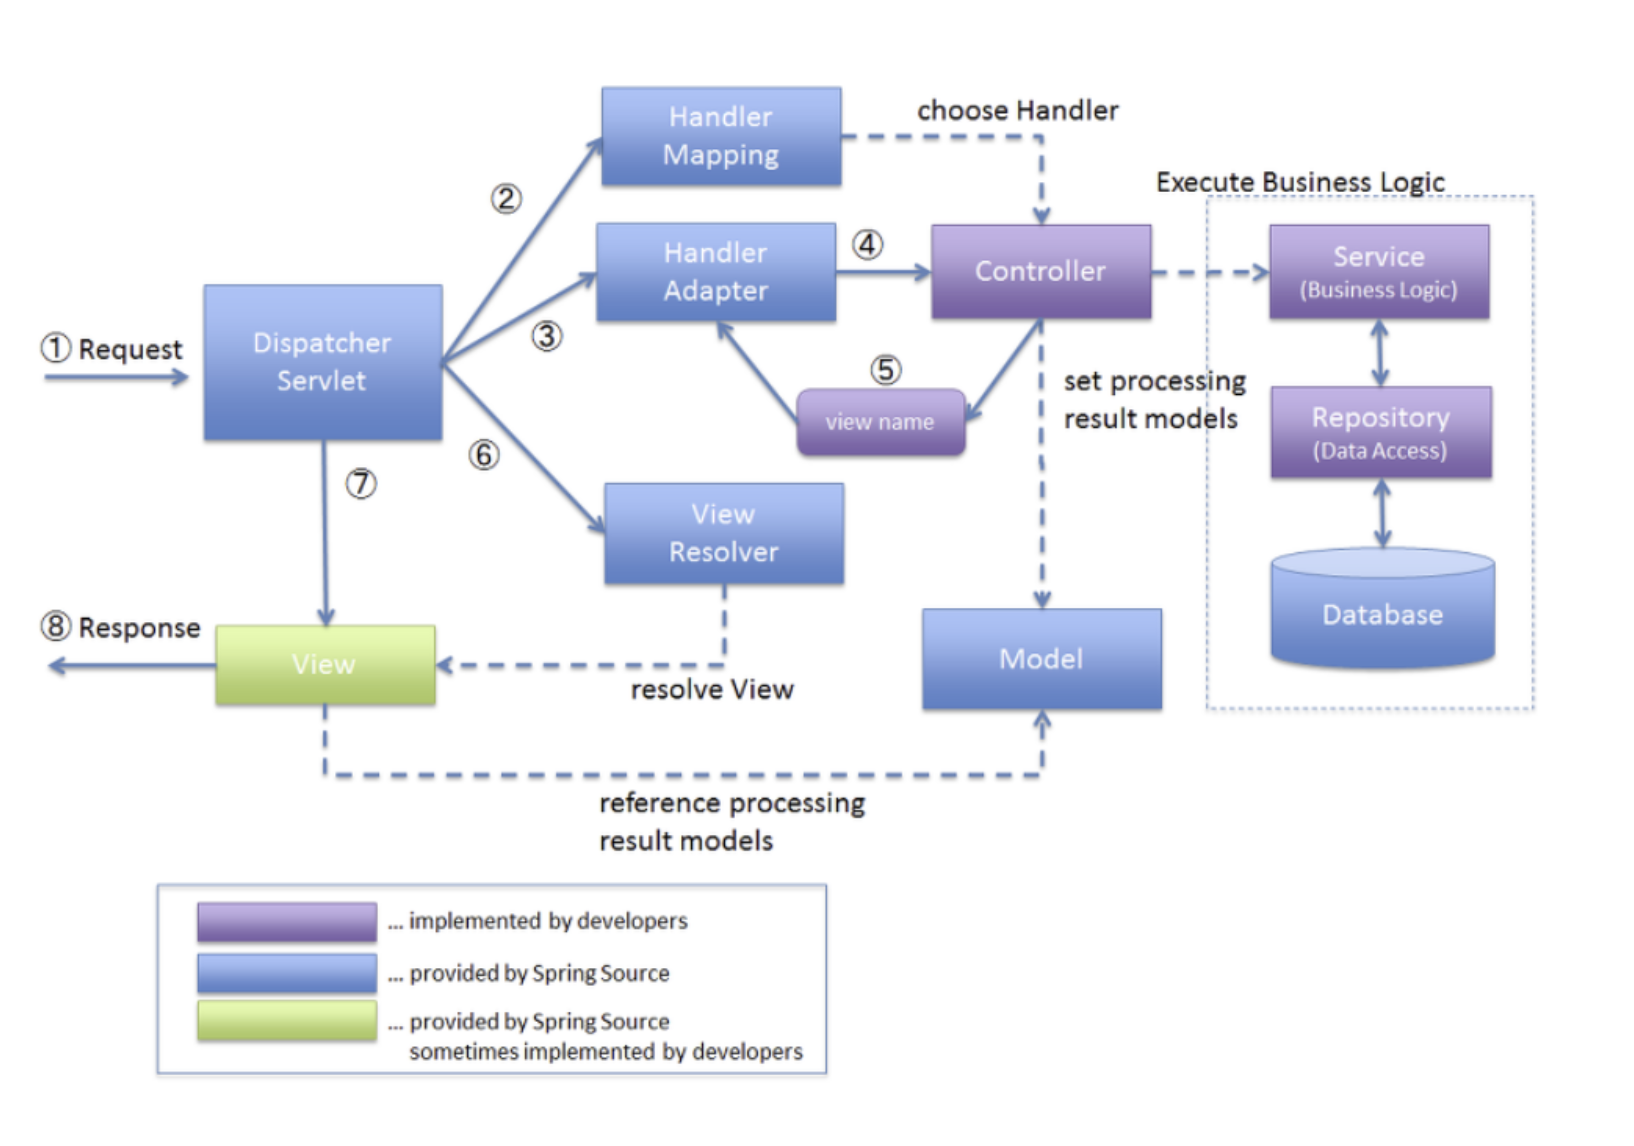 Handler
Mapping
choose Handler
②
Execute Business Logic
Handler
Adapter
④
Controller
Service
(Business Logic)
① Request
Dispatcher
Servlet
③
⑤
view name
set processing
result models
Repository
(Data Access)
⑥
⑦
View
Resolver
Database
⑧ Response
View
resolve View
Model
reference processing
result models
... implemented by developers
... provided by Spring Source
... provided by Spring Source
sometimes implemented by developers